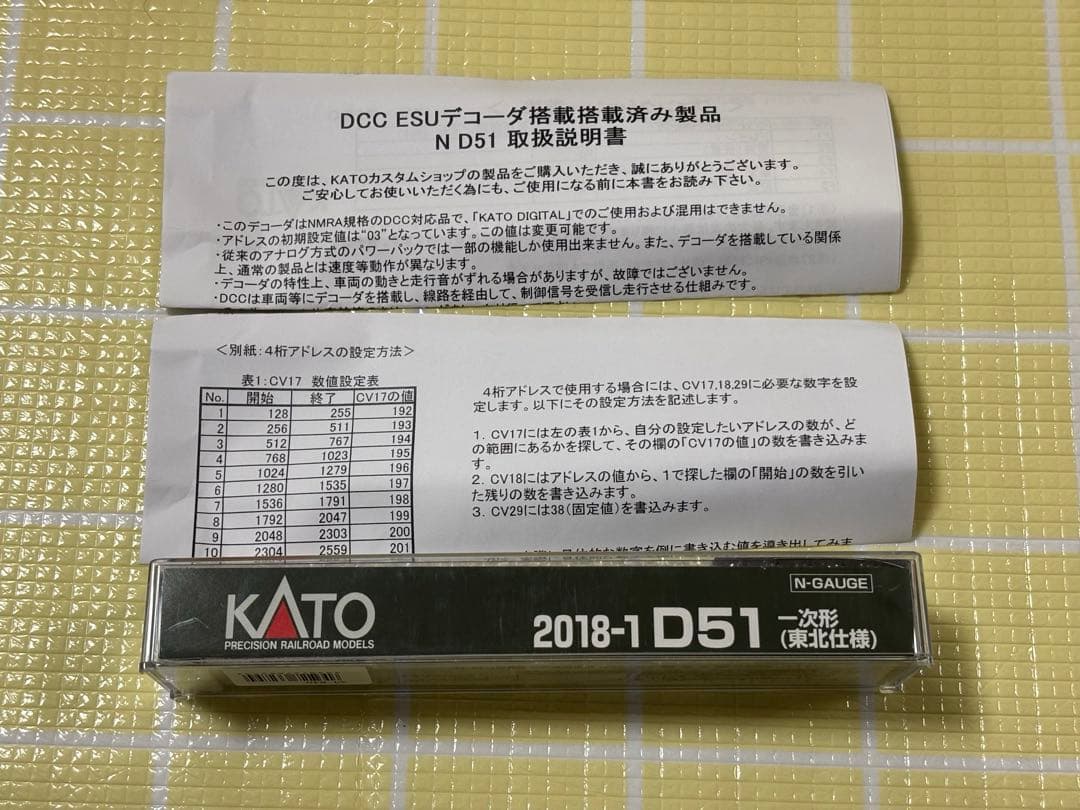 DCC ESUデコーダ搭載搭載済み製品
N D51 取扱説明書
この度は、KATOカスタムショップの製品をご購入いただき、誠にありがとうございます。
ご安心してお使いいただく為にも、ご使用になる前に本書をお読み下さい。
・このデコーダはNMRA規格のDCC対応品で、「KATO DIGITAL」でのご使用および混用はできません。
・アドレスの初期設定値は“03”となっています。この値は変更可能です。
・従来のアナログ方式のパワーパックでは一部の機能しか使用出来ません。また、デコーダを搭載している関係
上、通常の製品とは速度等動作が異なります。
・デコーダの特性上、車両の動きと走行音がずれる場合がありますが、故障ではございません。
・DCCは車両等にデコーダを搭載し、線路を経由して、制御信号を受信し走行させる仕組みです。
＜別紙：4桁アドレスの設定方法＞
表1：CV17 数値設定表
No. 開始 終了 CV17の値
1 128 255 192
2 256 511 193
3 512 767 194
4 768 1023 195
5 1024 1279 196
6 1280 1535 197
7 1536 1791 198
8 1792 2047 199
9 2048 2303 200
10 2304 2559 201
4桁アドレスで使用する場合には、CV17,18,29に必要な数字を設
定します。以下にその設定方法を記述します。
1. CV17には左の表1から、自分の設定したいアドレスの数が、ど
の範囲にあるかを探して、その欄の「CV17の値」の数を書き込みま
す。
2. CV18にはアドレスの値から、1で探した欄の「開始」の数を引い
た残りの数を書き込みます。
3. CV29には38(固定値)を書込みます。
具体的な数字を例に書き込む値を導き出してみま
KATO
PRECISION RAILROAD MODELS
N-GAUGE
2018-1 D51 一次形
(東北仕様)